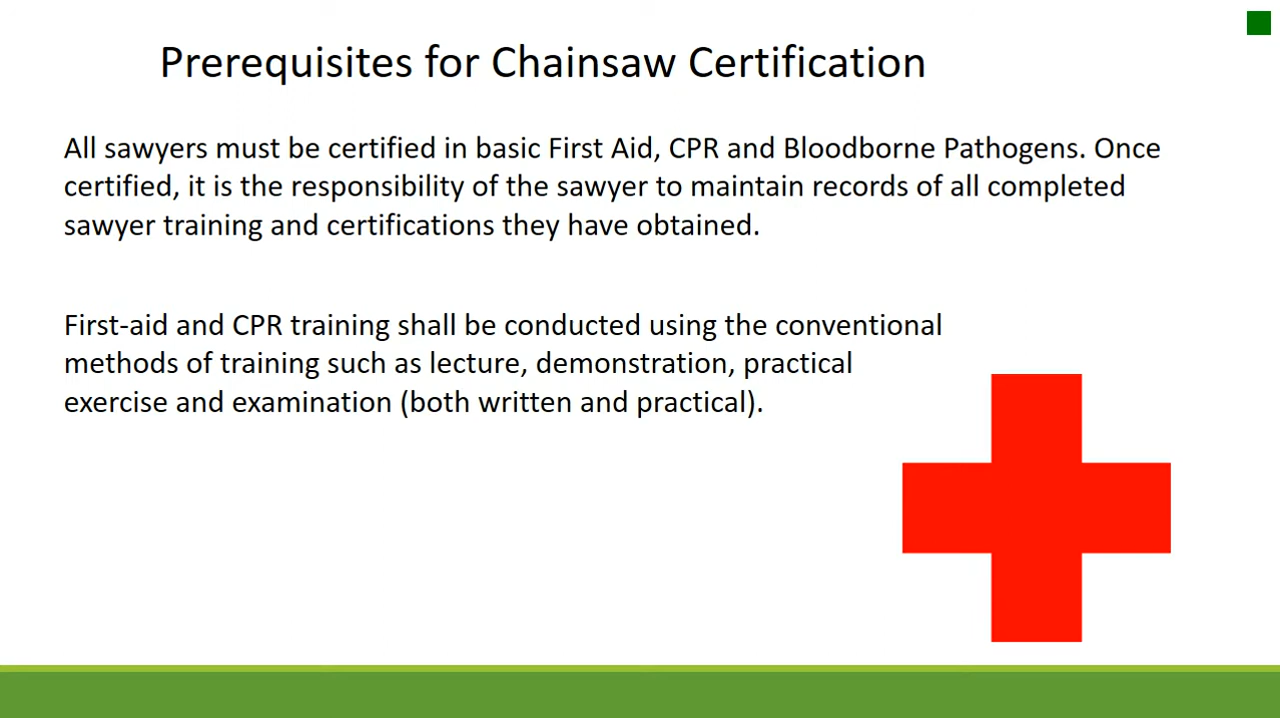 Prerequisites for Chainsaw Certification
All sawyers must be certified in basic First Aid, CPR and Bloodborne Pathogens. Once
certified, it is the responsibility of the sawyer to maintain records of all completed
sawyer training and certifications they have obtained.
First-aid and CPR training shall be conducted using the conventional
methods of training such as lecture, demonstration, practical
exercise and examination (both written and practical).